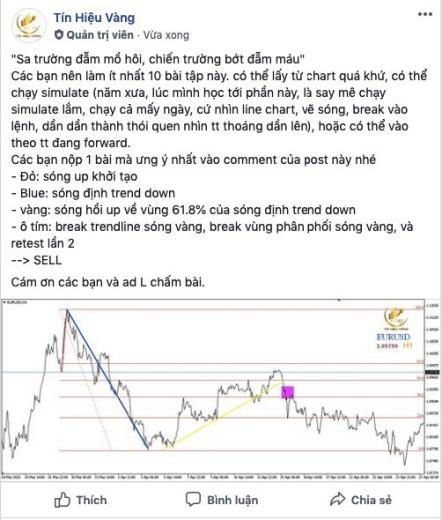 Tín Hiệu Vàng
Quản trị viên · Vừa xong
"Sa trường đẫm mồ hôi, chiến trường bớt đẫm máu"
Các bạn nên làm ít nhất 10 bài tập này. có thể lấy từ chart quá khứ, có thể
chạy simulate (năm xưa, lúc mình học tới phần này, là say mê chạy
simulate lắm, chạy cả mấy ngày, cứ nhìn line chart, vẽ sóng, break vào
lệnh, dần dần thành thói quen nhìn tt thoáng dần lên), hoặc có thể vào
theo tt đang forward.
Các bạn nộp 1 bài mà ưng ý nhất vào comment của post này nhé
- Đỏ: sóng up khởi tạo
- Blue: sóng định trend down
- vàng: sóng hồi up về vùng 61.8% của sóng định trend down
- ô tím: break trendline sóng vàng, break vùng phân phối sóng vàng, và
retest lần 2
--> SELL
Cám ơn các bạn và ad L chấm bài.
TÍN HIỆU VÀNG
EURUSD
1.09799 H1
Thích
Bình luận
Chia sẻ